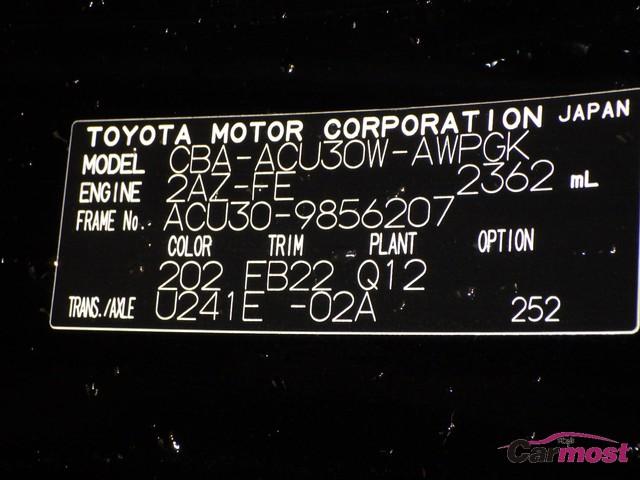 TOYOTA MOTOR CORPORATION JAPAN
MODEL CBA-ACU30W-AWPGK
ENGINE 2AZ-FE 2362 mL
FRAME No. ACU30-9856207
COLOR TRIM PLANT OPTION
202 FB22 Q12
TRANS./AXLE U241E -02A 252
Carmost